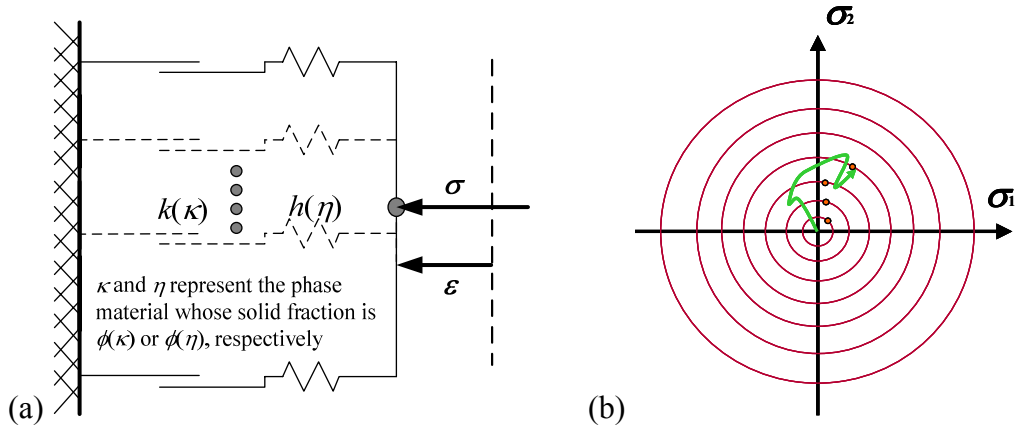 σ₂
σ
k(κ)
h(η)
σ₁
ε
κ and η represent the phase
material whose solid fraction is
ϕ(κ) or ϕ(η), respectively
(a)
(b)